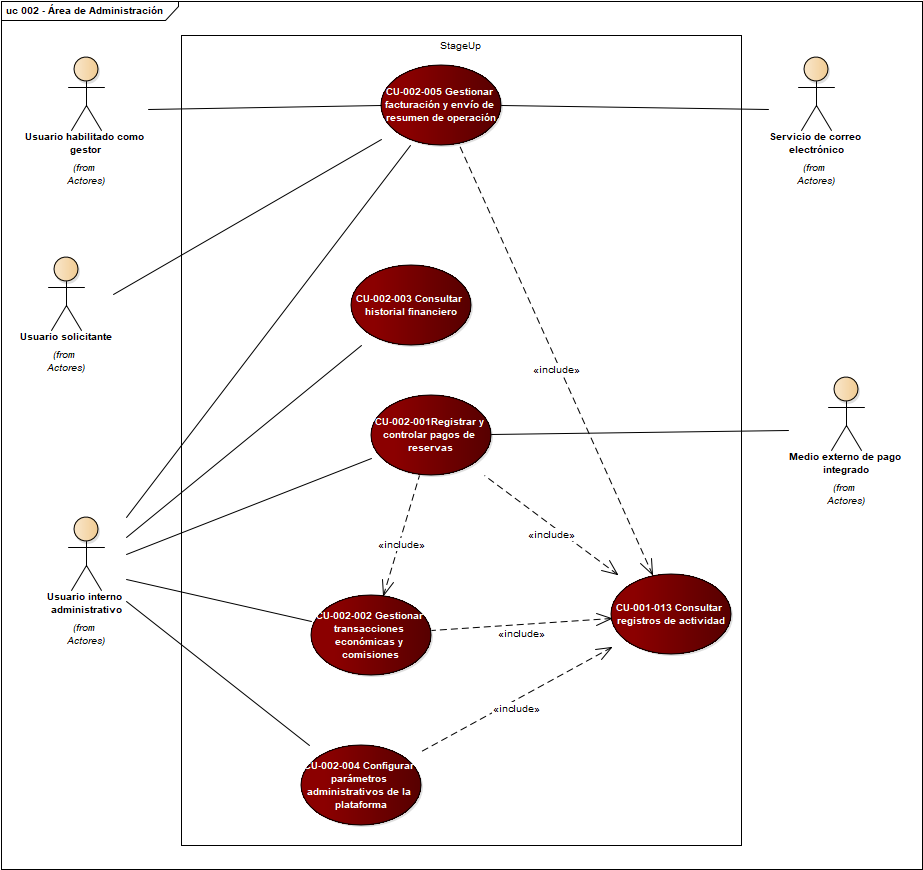 uc 002 - Área de Administración
StageUp
CU-002-005 Gestionar
facturación y envío de
resumen de operación
Usuario habilitado como
gestor
(from
Actores)
Servicio de correo
electrónico
(from
Actores)
CU-002-003 Consultar
historial financiero
Usuario solicitante
(from
Actores)
«include»
CU-002-001Registrar y
controlar pagos de
reservas
Medio externo de pago
integrado
(from
Actores)
«include»
«include»
Usuario interno
administrativo
(from
Actores)
CU-002-002 Gestionar
transacciones
económicas y
comisiones
«include»
CU-001-013 Consultar
registros de actividad
«include»
CU-002-004 Configurar
parámetros
administrativos de la
plataforma